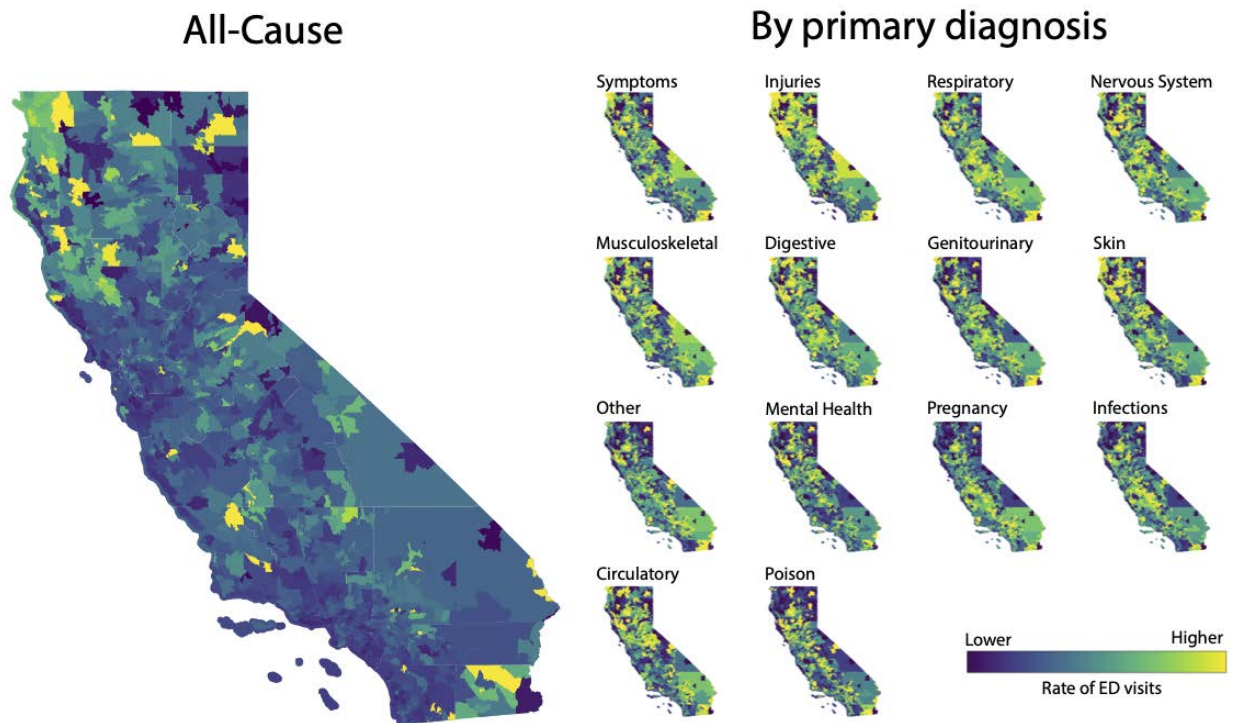 All-Cause
By primary diagnosis
Symptoms
Injuries
Respiratory
Nervous System
Musculoskeletal
Digestive
Genitourinary
Skin
Other
Mental Health
Pregnancy
Infections
Circulatory
Poison
Lower
Higher
Rate of ED visits